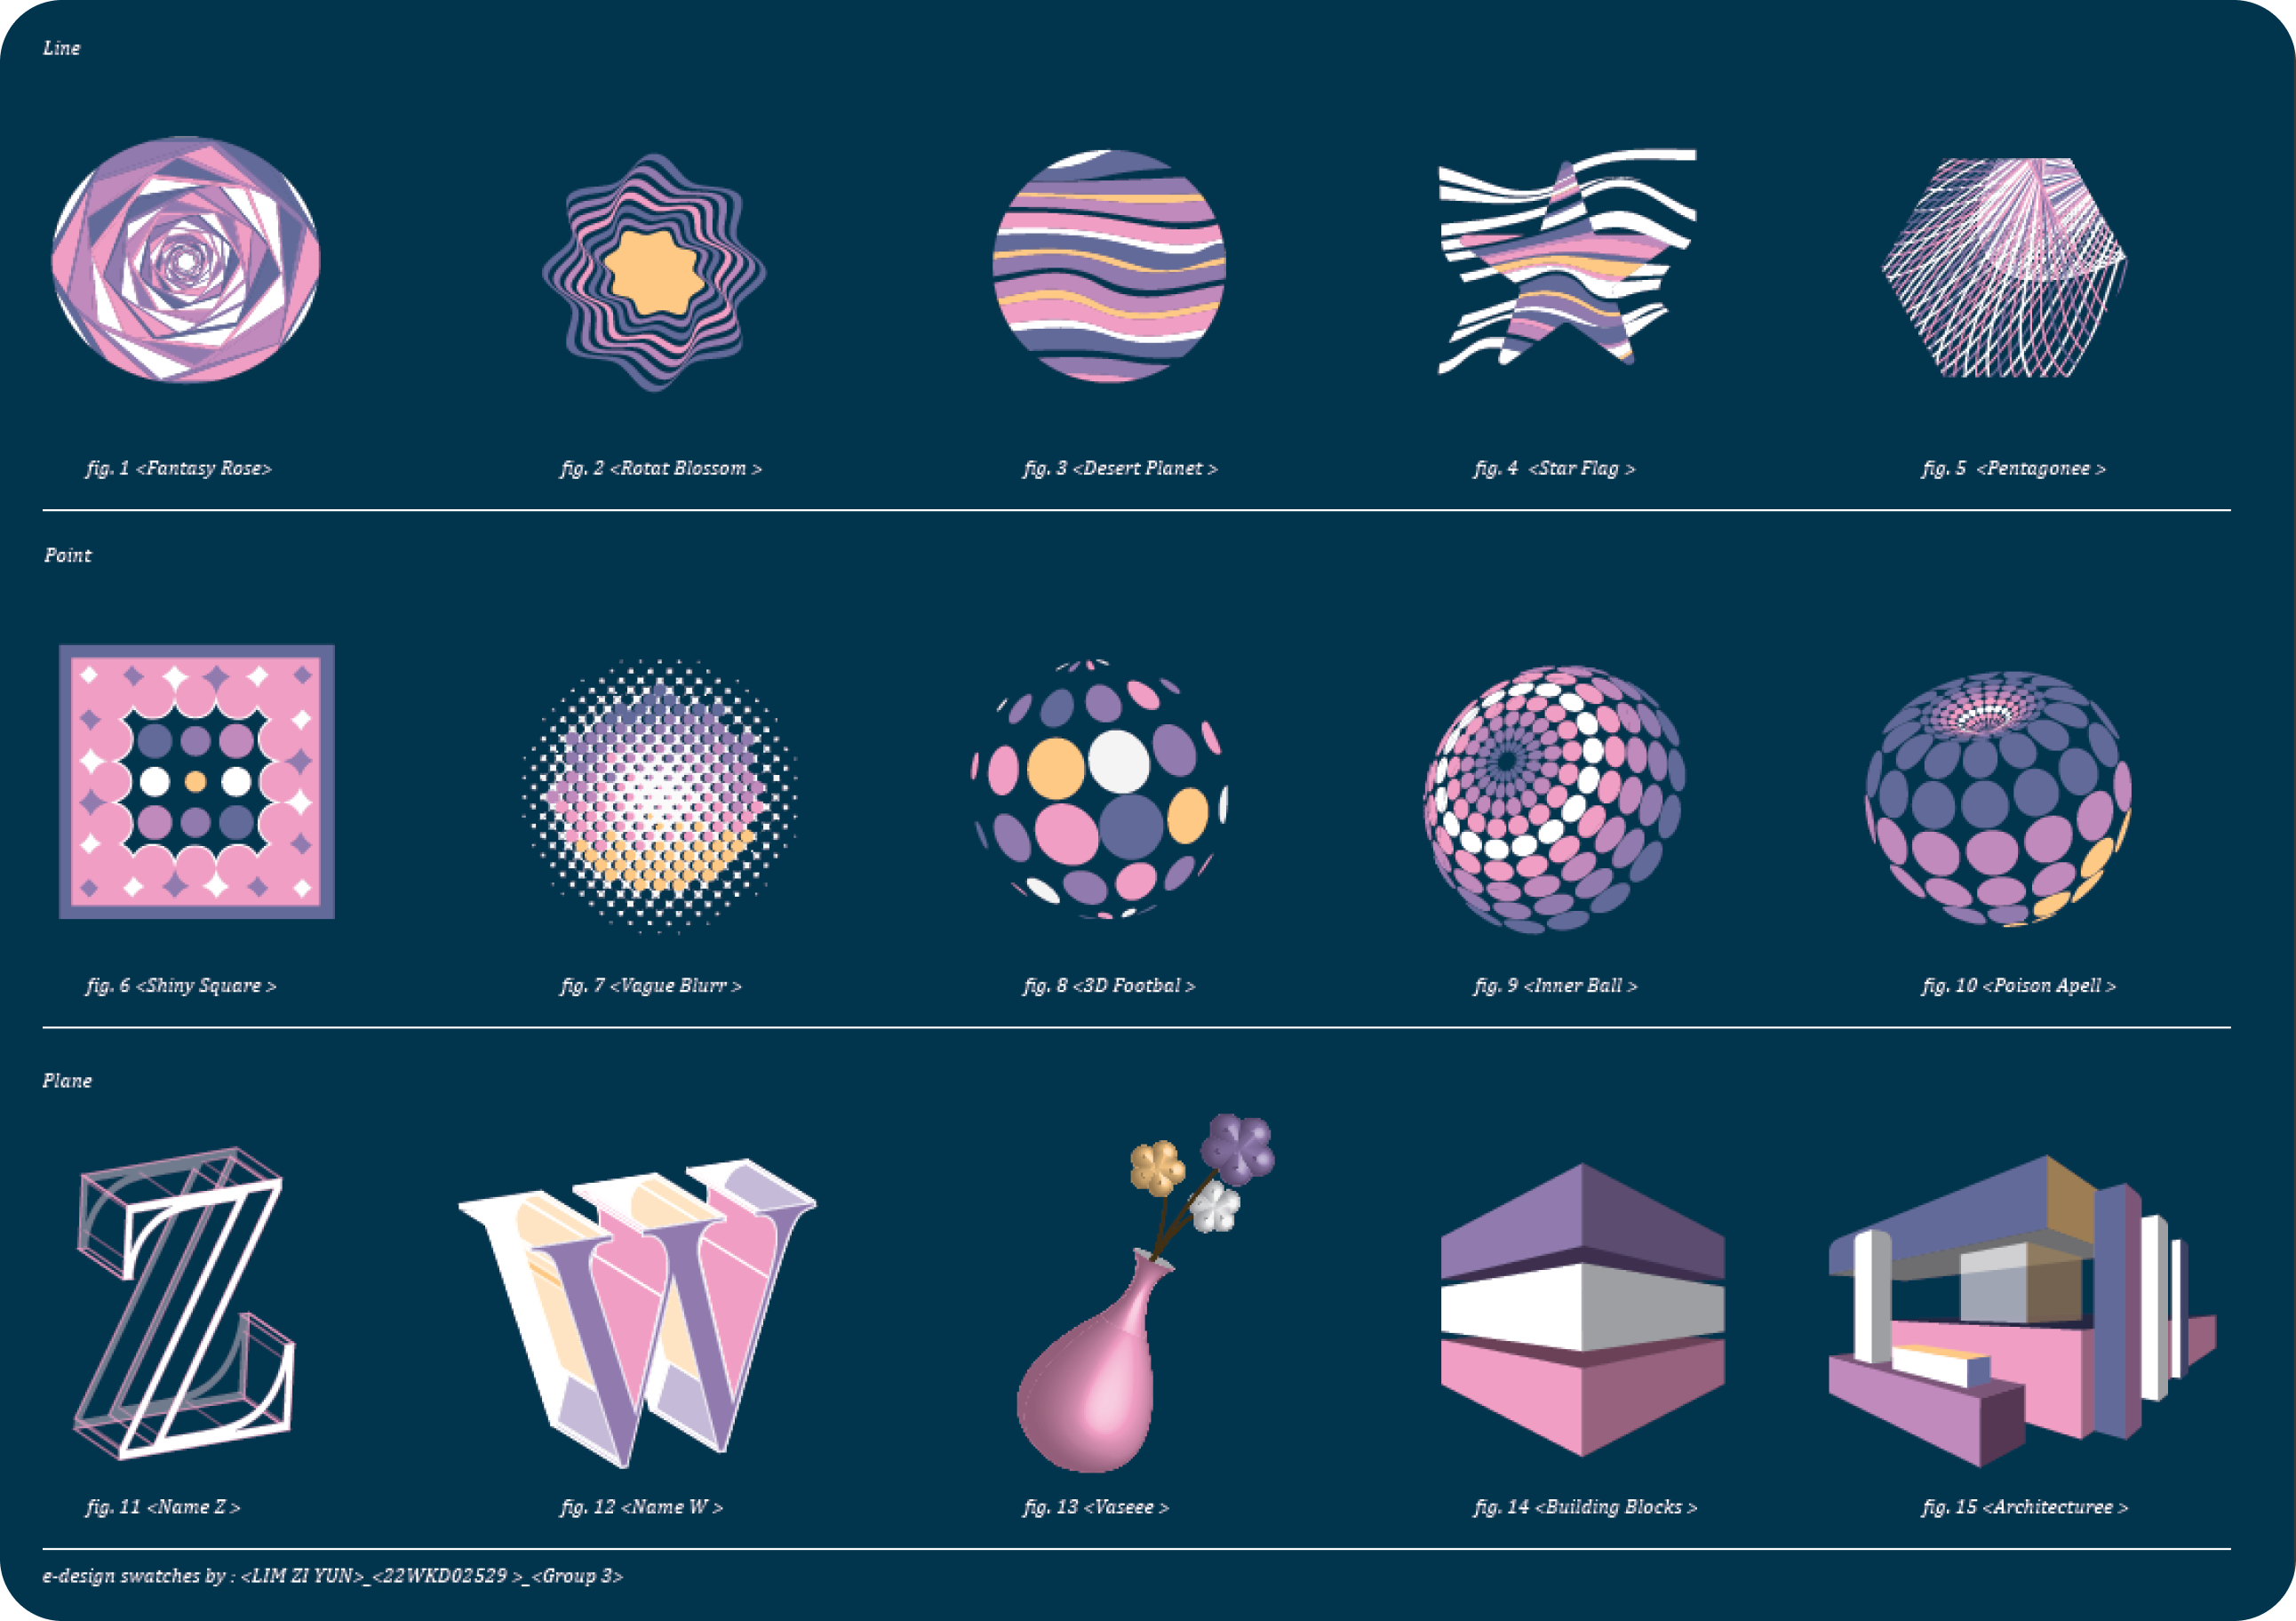 Line
fig. 1 <Fantasy Rose>
fig. 2 <Rotat Blossom >
fig. 3 <Desert Planet >
fig. 4 <Star Flag >
fig. 5 <Pentagonee >
Point
fig. 6 <Shiny Square >
fig. 7 <Vague Blurr >
fig. 8 <3D Footbal >
fig. 9 <Inner Ball >
fig. 10 <Poison Apell >
Plane
Z
W
fig. 11 <Name Z >
fig. 12 <Name W >
fig. 13 <Vaseee >
fig. 14 <Building Blocks >
fig. 15 <Architecturee >
e-design swatches by : <LIM ZI YUN>_<22WKD02529 >_<Group 3>